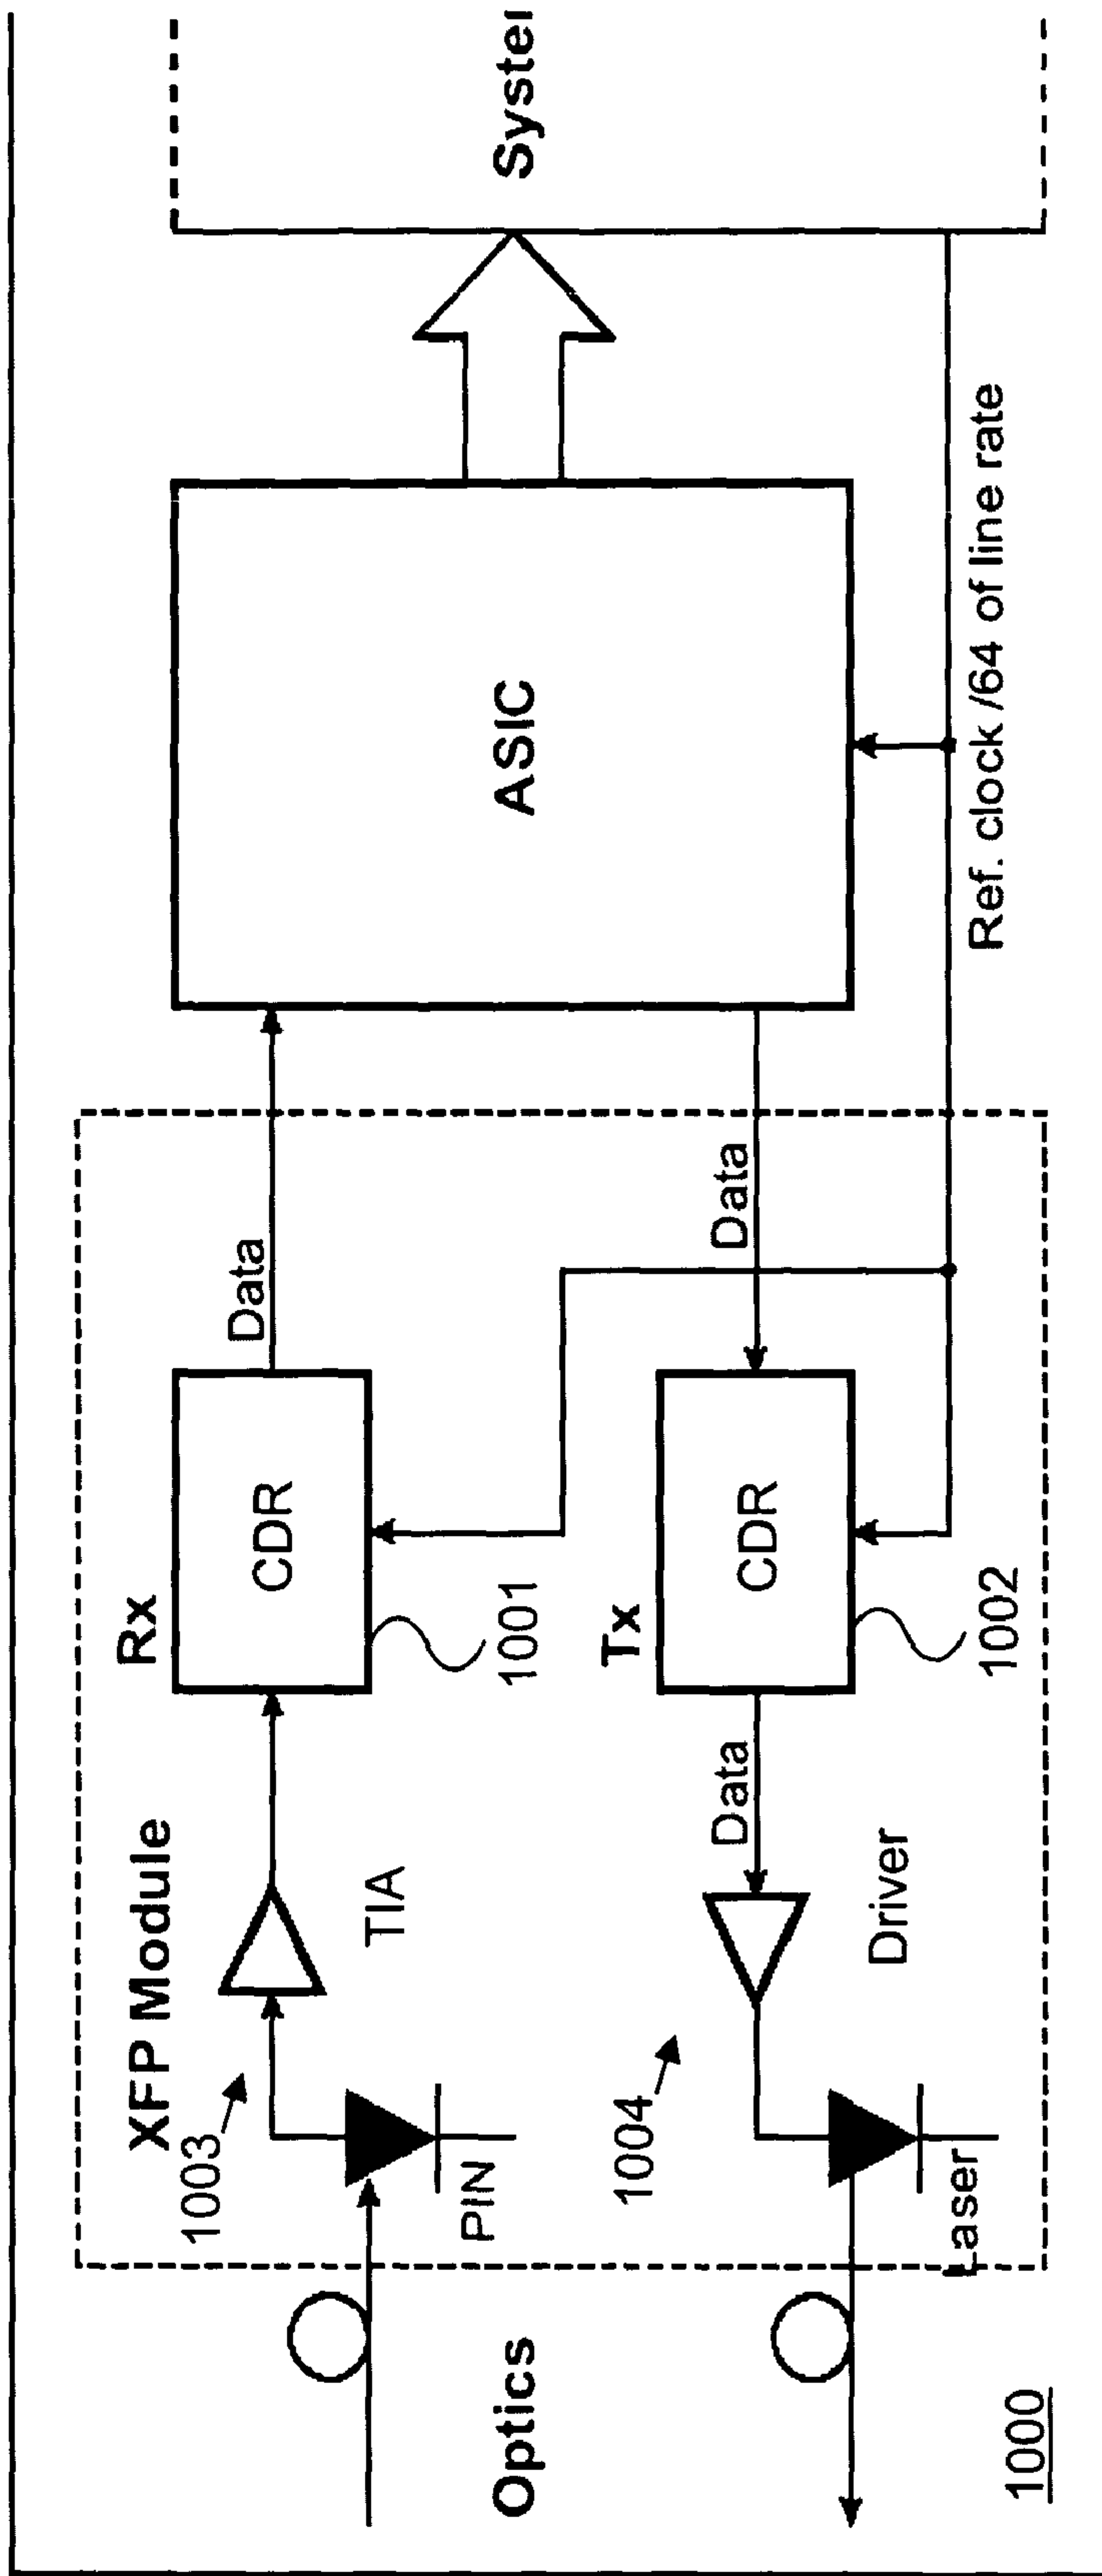 XFP Module
Rx
1003
TIA
CDR
Data
PIN
1001
Optics
ASIC
Tx
1004
Data
CDR
Data
Driver
Laser
1002
Ref. clock /64 of line rate
1000